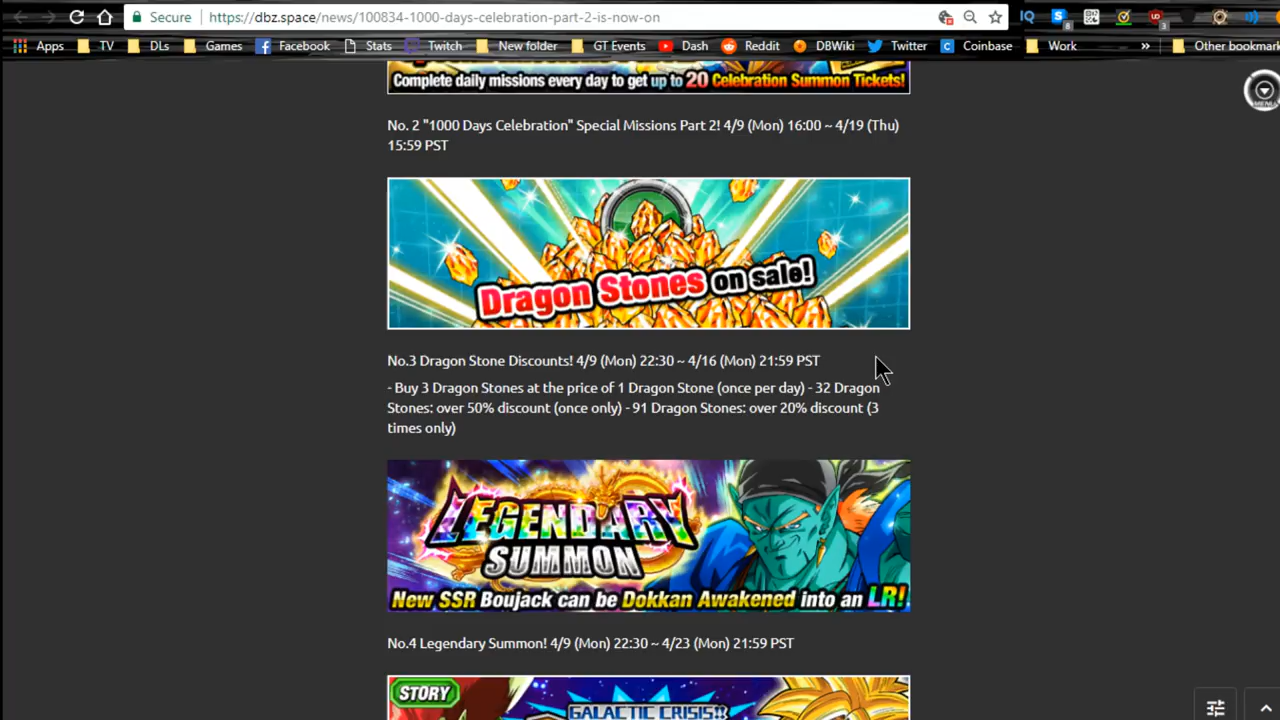 Secure https://dbz.space/news/100834-1000-days-celebration-part-2-is-now-on
Apps TV DLs Games Facebook Stats Twitch New folder GT Events Dash Reddit DBWiki Twitter Coinbase Work » Other bookmar
Complete daily missions every day to get up to 20 Celebration Summon Tickets!
MENU
No. 2 "1000 Days Celebration" Special Missions Part 2! 4/9 (Mon) 16:00 ~ 4/19 (Thu)
15:59 PST
Dragon Stones on sale!
No.3 Dragon Stone Discounts! 4/9 (Mon) 22:30 ~ 4/16 (Mon) 21:59 PST
- Buy 3 Dragon Stones at the price of 1 Dragon Stone (once per day) - 32 Dragon
Stones: over 50% discount (once only) - 91 Dragon Stones: over 20% discount (3
times only)
LEGENDARY
SUMMON
New SSR Boujack can be Dokkan Awakened into an LR!
No.4 Legendary Summon! 4/9 (Mon) 22:30 ~ 4/23 (Mon) 21:59 PST
STORY
GALACTIC CRISIS!!